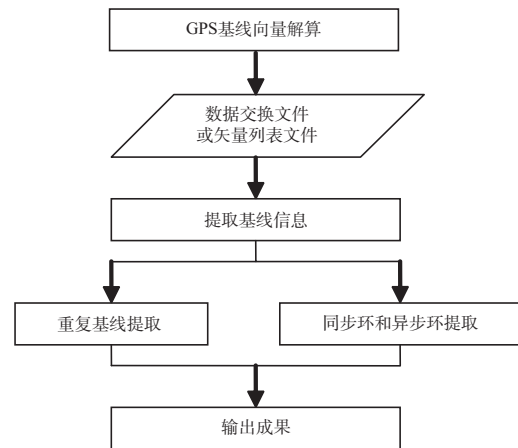 GPS基线向量解算
数据交换文件
或矢量列表文件
提取基线信息
重复基线提取
同步环和异步环提取
输出成果